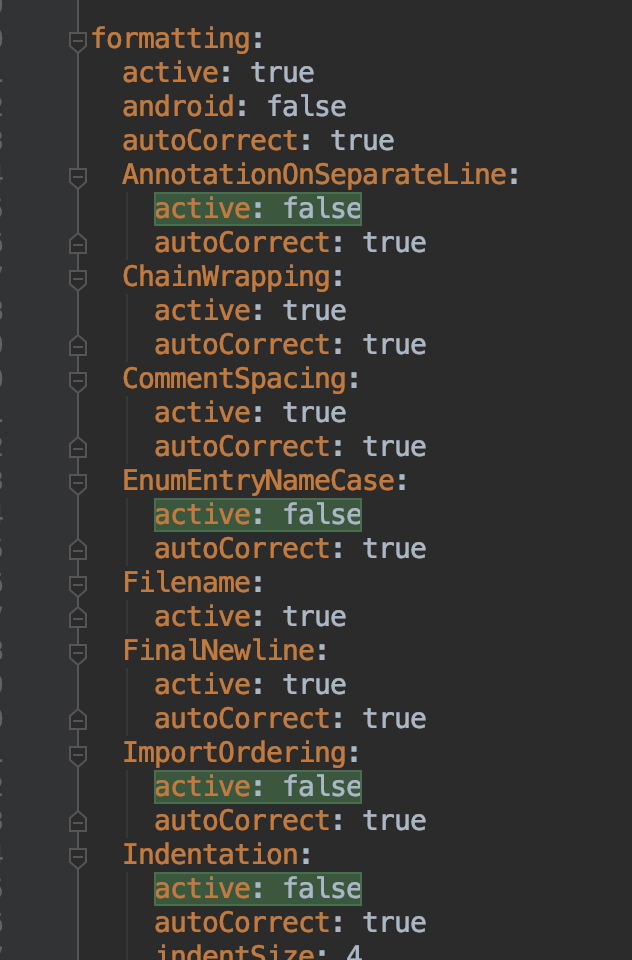 formatting:
  active: true
  android: false
  autoCorrect: true
  AnnotationOnSeparateLine:
    active: false
    autoCorrect: true
  ChainWrapping:
    active: true
    autoCorrect: true
  CommentSpacing:
    active: true
    autoCorrect: true
  EnumEntryNameCase:
    active: false
    autoCorrect: true
  Filename:
    active: true
  FinalNewline:
    active: true
    autoCorrect: true
  ImportOrdering:
    active: false
    autoCorrect: true
  Indentation:
    active: false
    autoCorrect: true
    indentSize: 4